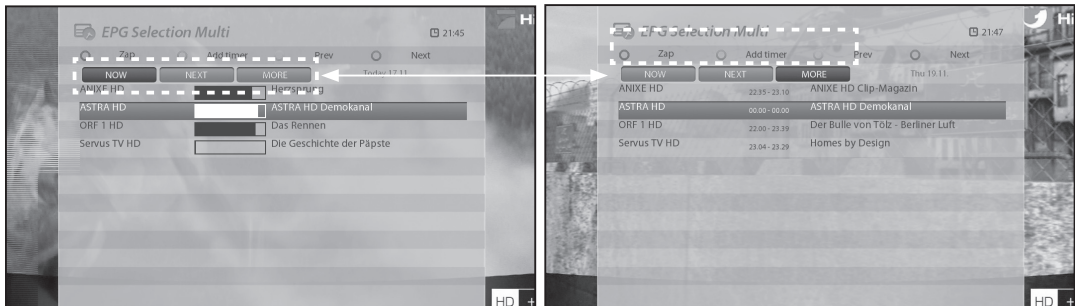 EPG Selection Multi
21:45
Zap Add timer Prev Next
NOW NEXT MORE
Today 17.11.
ANIXE HD Herzsprung
ASTRA HD ASTRA HD Demokanal
ORF 1 HD Das Rennen
Servus TV HD Die Geschichte der Päpste
Hi
HD +
EPG Selection Multi
21:47
Zap Add timer Prev Next
NOW NEXT MORE
Thu 19.11.
ANIXE HD 22.35 - 23.10 ANIXE HD Clip-Magazin
ASTRA HD 00.00 - 00.00 ASTRA HD Demokanal
ORF 1 HD 22.00 - 23.39 Der Bulle von Tölz - Berliner Luft
Servus TV HD 23.04 - 23.29 Homes by Design
Hi
HD +